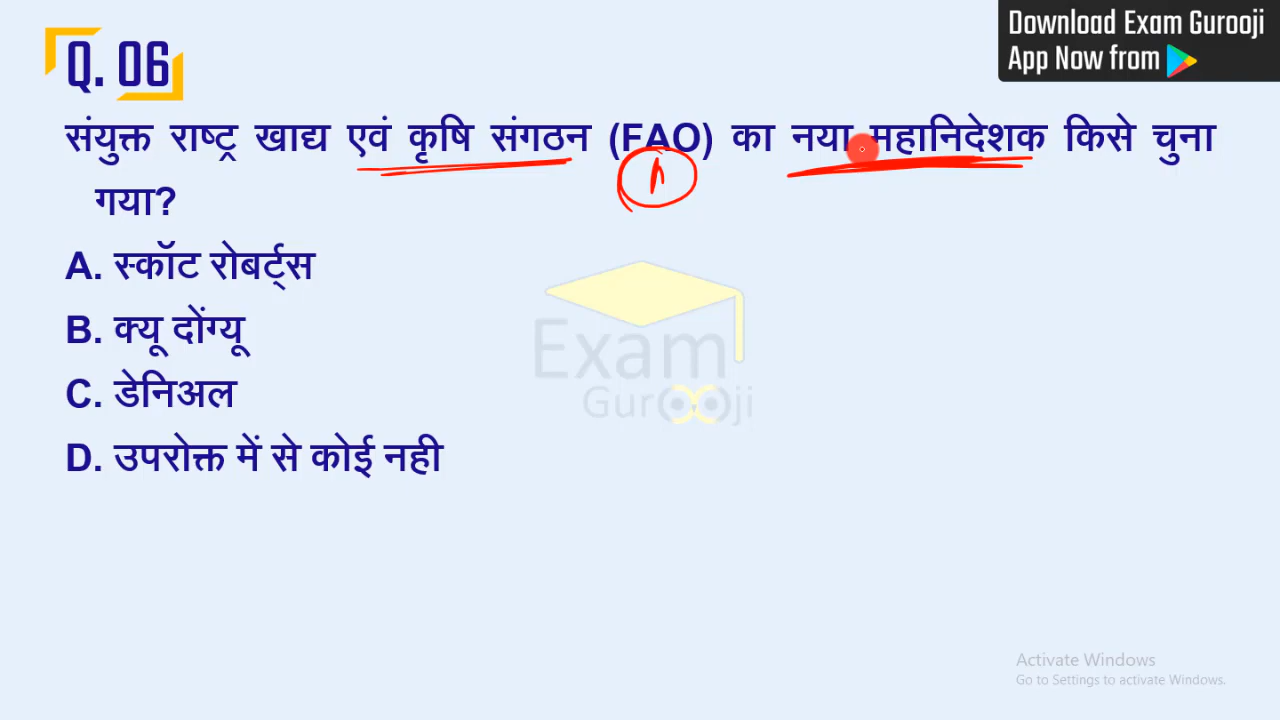 Download Exam Gurooji
App Now from
Q. 06
संयुक्त राष्ट्र खाद्य एवं कृषि संगठन (FAO) का नया महानिदेशक किसे चुना
गया?
A. स्कॉट रोबर्ट्स
B. क्यू दोंग्यू
C. डेनिअल
D. उपरोक्त में से कोई नही
Exam
Gurooji
Activate Windows
Go to Settings to activate Windows.